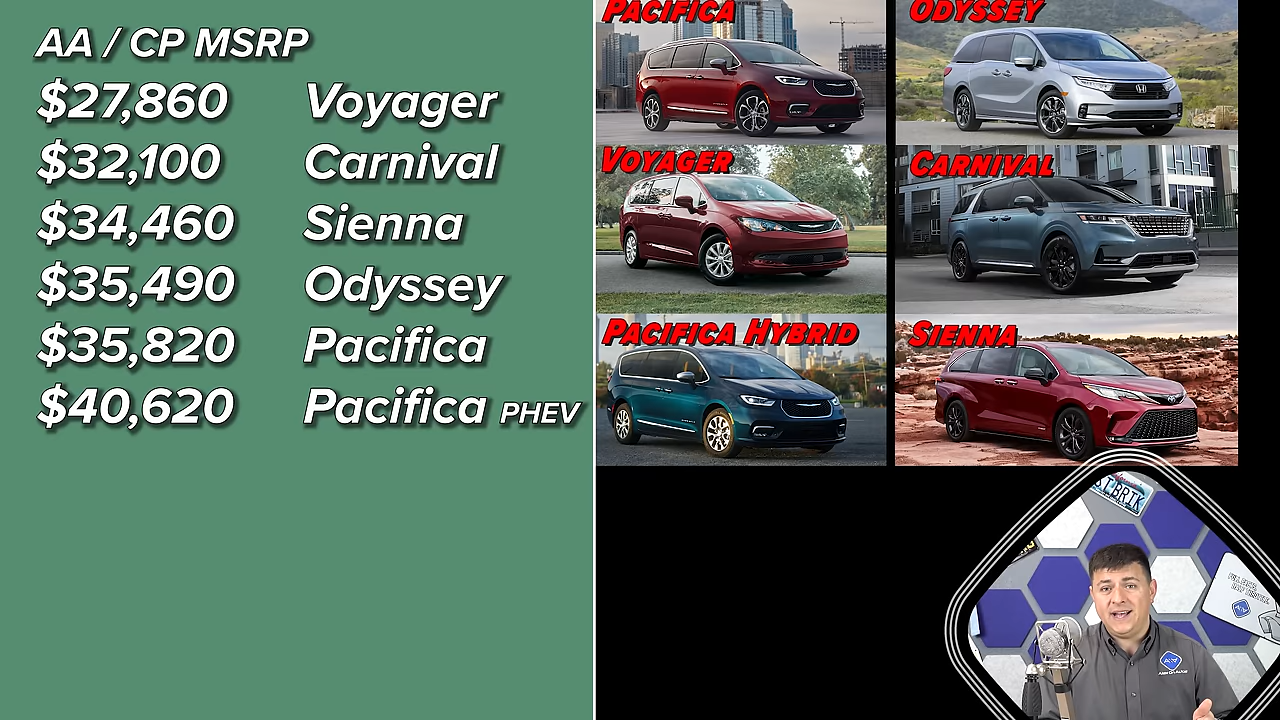 AA / CP MSRP
$27,860 Voyager
$32,100 Carnival
$34,460 Sienna
$35,490 Odyssey
$35,820 Pacifica
$40,620 Pacifica PHEV
PACIFICA
ODYSSEY
VOYAGER
CARNIVAL
PACIFICA HYBRID
SIENNA